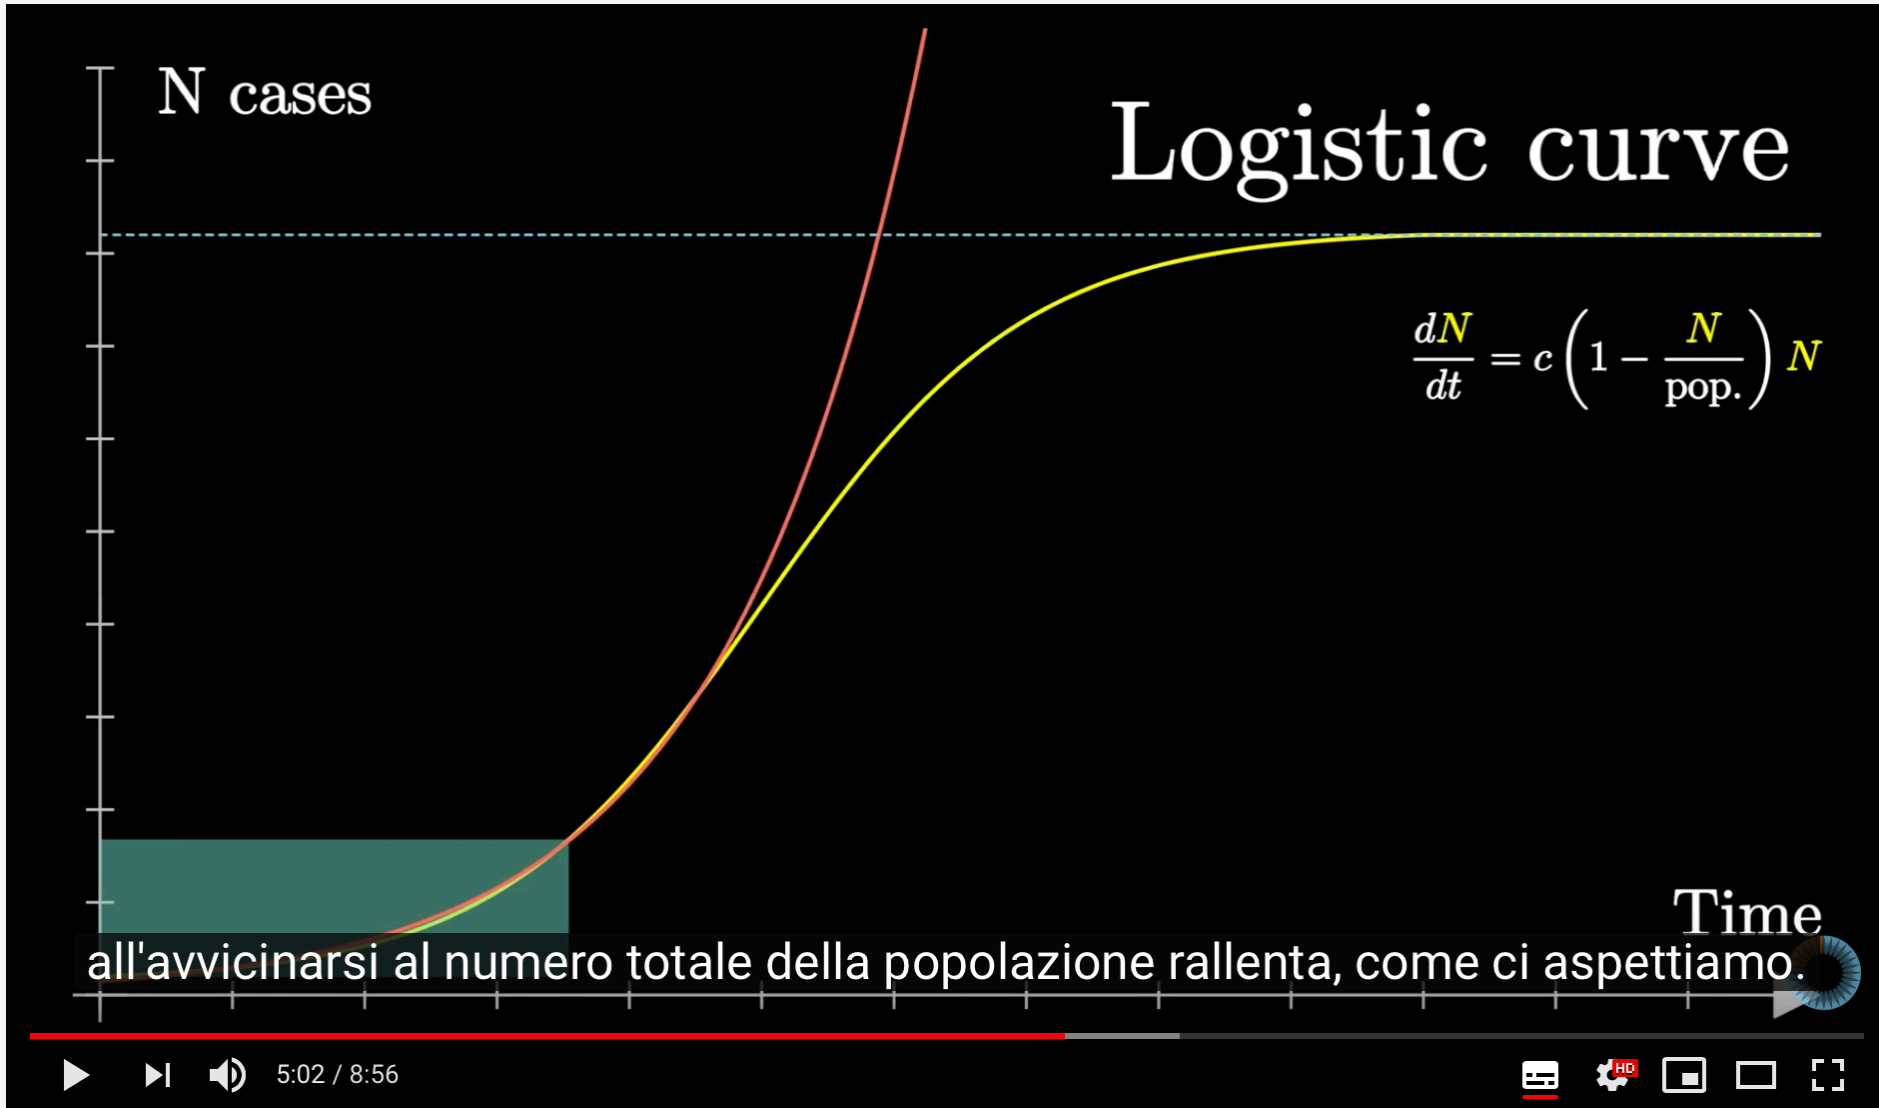 N cases
Logistic curve
dN/dt = c(1 − N/pop.)N
Time
all'avvicinarsi al numero totale della popolazione rallenta, come ci aspettiamo.
5:02 / 8:56
HD